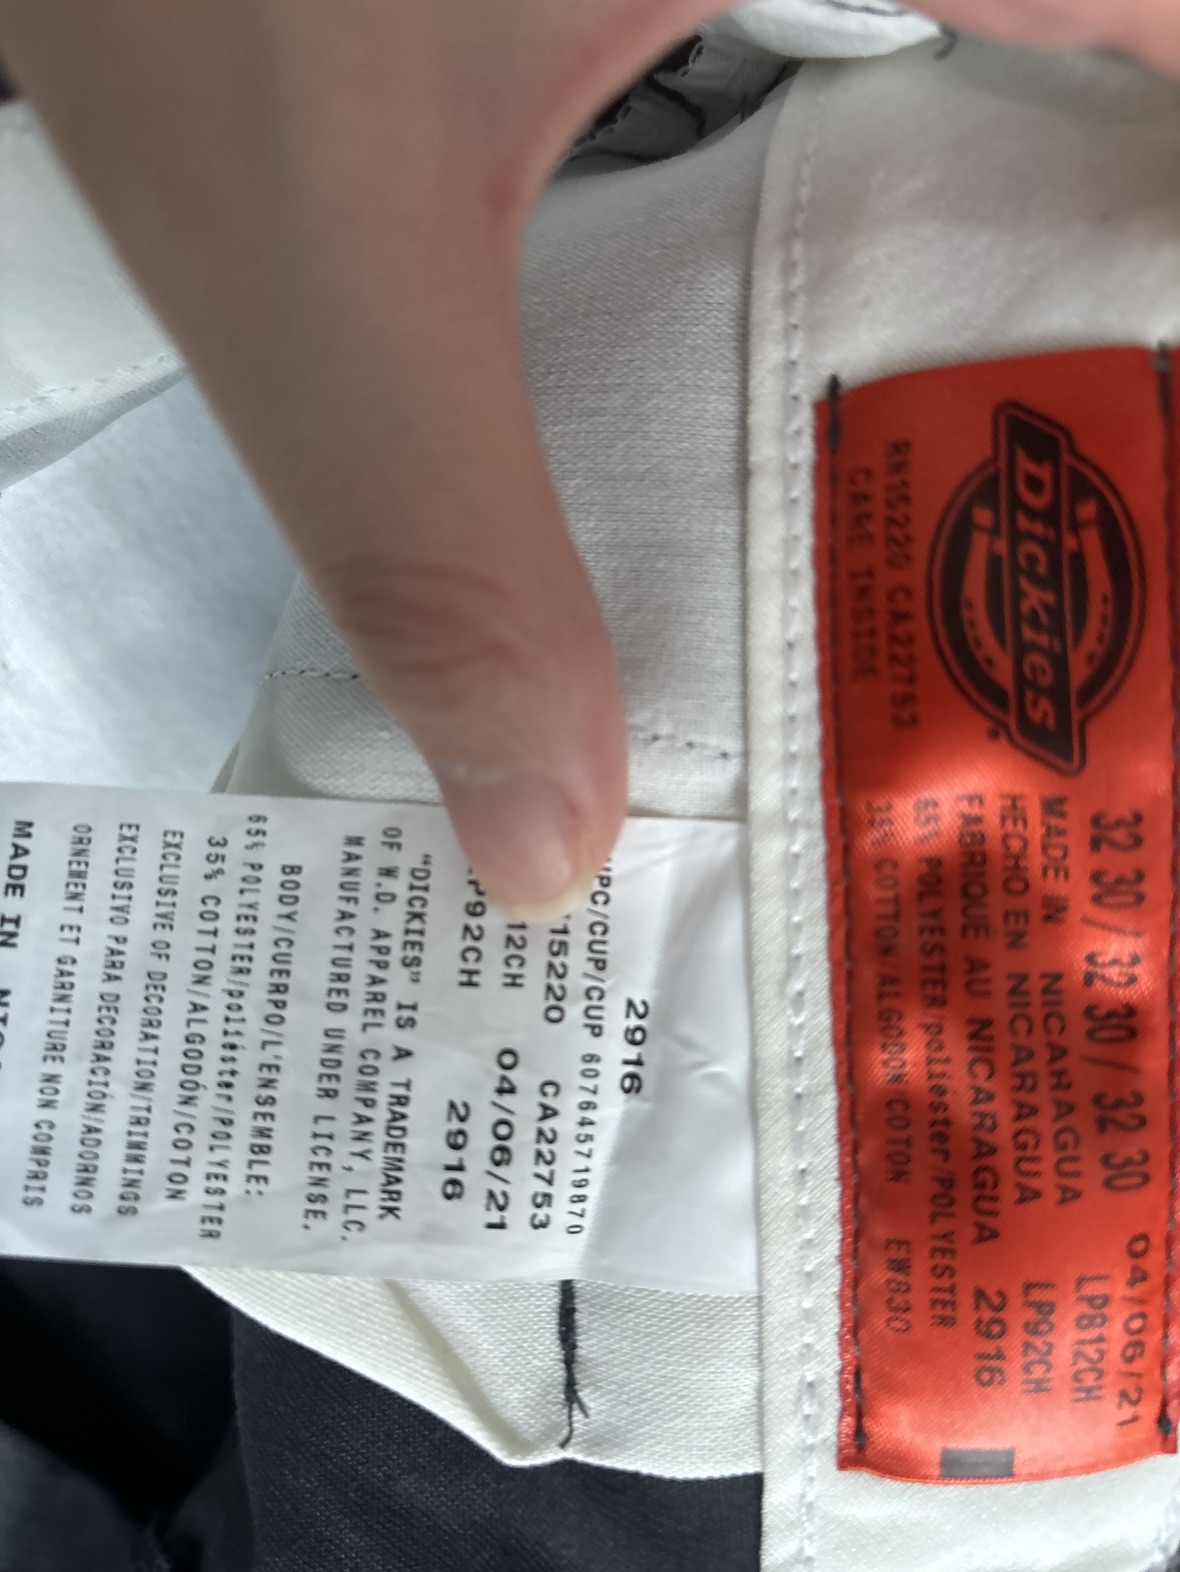 Dickies
RN15220 CA22753
CARE INSIDE
32 30 / 32 30 / 32 30 04/06/21
MADE IN NICARAGUA LP812CH
HECHO EN NICARAGUA LP92CH
FABRIQUE AU NICARAGUA 2916
65% POLYESTER/poliéster/POLYESTER
35% COTTON/ALGODON/COTON EW830
2916
UPC/CUP/CUP 607645719870
15220 CA22753
12CH 04/06/21
P92CH 2916
"DICKIES" IS A TRADEMARK
OF W.D. APPAREL COMPANY, LLC.
MANUFACTURED UNDER LICENSE.
BODY/CUERPO/L'ENSEMBLE:
65% POLYESTER/poliéster/POLYESTER
35% COTTON/ALGODÓN/COTON
EXCLUSIVE OF DECORATION/TRIMMINGS
EXCLUSIVO PARA DECORACIÓN/ADORNOS
ORNEMENT ET GARNITURE NON COMPRIS
MADE IN